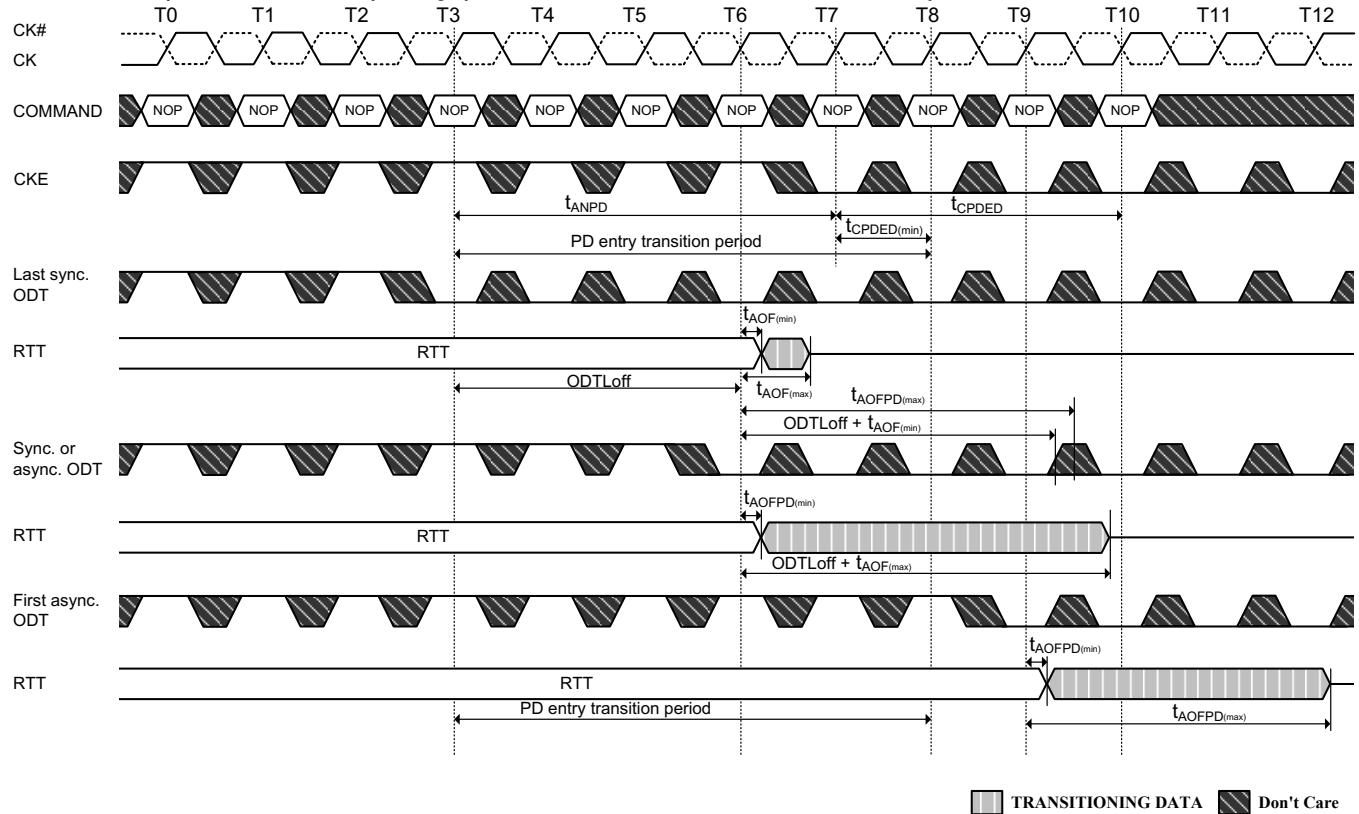 T0 T1 T2 T3 T4 T5 T6 T7 T8 T9 T10 T11 T12
CK#
CK
COMMAND NOP NOP NOP NOP NOP NOP NOP NOP NOP NOP NOP
CKE
tANPD tCPDED
tCPDED(min)
PD entry transition period
Last sync.
ODT
tAOF(min)
RTT RTT
ODTLoff tAOF(max)
tAOFPD(max)
ODTLoff + tAOF(min)
Sync. or
async. ODT
tAOFPD(min)
RTT RTT
ODTLoff + tAOF(max)
First async.
ODT
tAOFPD(min)
RTT RTT
PD entry transition period tAOFPD(max)
TRANSITIONING DATA Don't Care